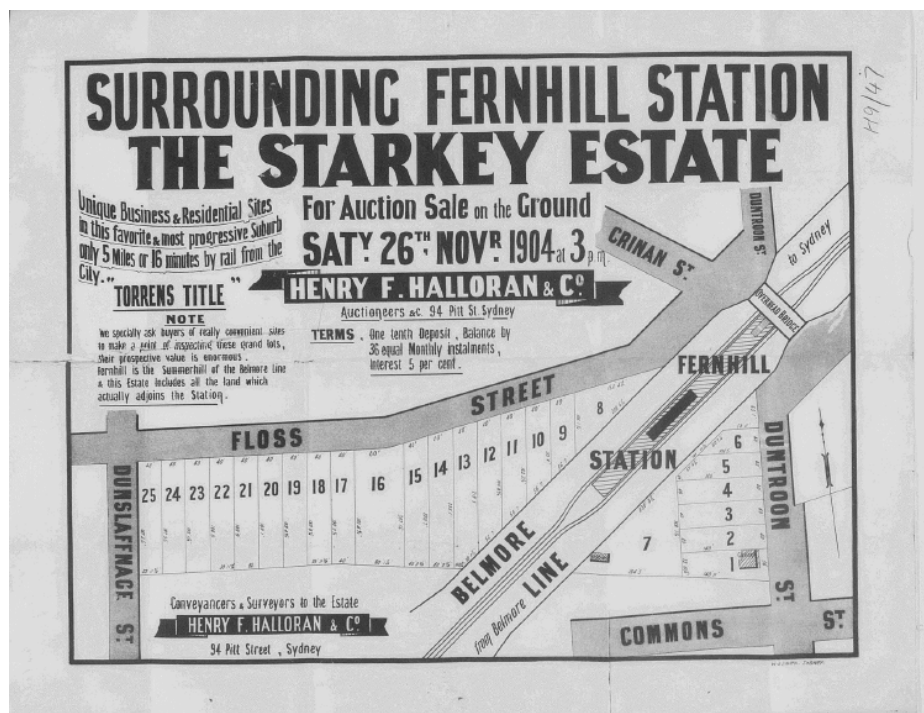 SURROUNDING FERNHILL STATION
THE STARKEY ESTATE
H9/47
Unique Business & Residential Sites
in this favorite & most progressive Suburb
only 5 Miles or 16 minutes by rail from the
City.
"TORRENS TITLE"
NOTE
We specially ask buyers of really convenient sites
to make a point of inspecting these grand lots,
their prospective value is enormous.
Fernhill is the Summerhill of the Belmore Line
& this Estate Includes all the land which
actually adjoins the Station.
For Auction Sale on the Ground
SATY. 26TH NOVR. 1904 at 3 p.m.
HENRY F. HALLORAN & CO
Auctioneers &c. 94 Pitt St. Sydney
TERMS. One tenth Deposit, Balance by
36 equal Monthly instalments,
Interest 5 per cent.
CRINAN ST.
DUNTROON ST.
to Sydney
OVERHEAD BRIDGE
FERNHILL
STATION
FLOSS STREET
25 24 23 22 21 20 19 18 17 16 15 14 13 12 11 10 9 8
6
5
4
3
2
1
7
DUNTROON ST.
DUNSLAFFNAGE ST.
BELMORE LINE
from Belmore
COMMONS ST.
Conveyancers & Surveyors to the Estate
HENRY F. HALLORAN & CO
94 Pitt Street, Sydney